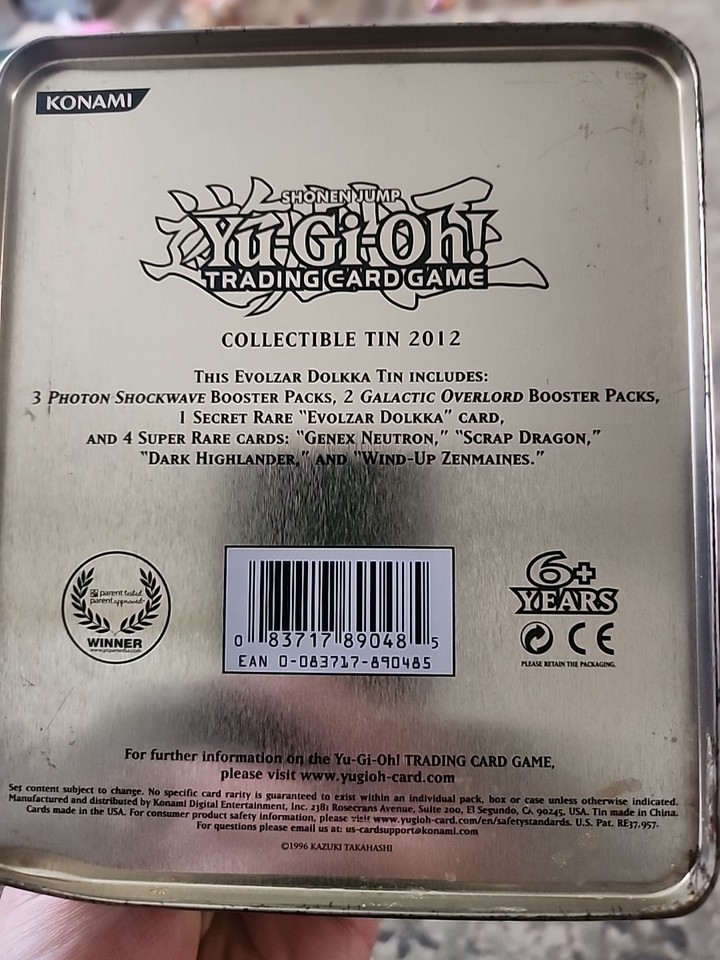 KONAMI
SHONEN JUMP
Yu-Gi-Oh!
TRADING CARD GAME
COLLECTIBLE TIN 2012
THIS EVOLZAR DOLKKA TIN INCLUDES:
3 PHOTON SHOCKWAVE BOOSTER PACKS, 2 GALACTIC OVERLORD BOOSTER PACKS,
1 SECRET RARE "EVOLZAR DOLKKA" CARD,
AND 4 SUPER RARE CARDS: "GENEX NEUTRON," "SCRAP DRAGON,"
"DARK HIGHLANDER," AND "WIND-UP ZENMAINES."
parent tested
parent approved
WINNER
www.ptpamedia.com
0 83717 89048 5
EAN 0-083717-890485
6+
YEARS
CE
PLEASE RETAIN THE PACKAGING.
For further information on the Yu-Gi-Oh! TRADING CARD GAME,
please visit www.yugioh-card.com
Set content subject to change. No specific card rarity is guaranteed to exist within an individual pack, box or case unless otherwise indicated.
Manufactured and distributed by Konami Digital Entertainment, Inc. 2381 Rosecrans Avenue, Suite 200, El Segundo, CA 90245, USA. Tin made in China.
Cards made in the USA. For consumer product safety information, please visit www.yugioh-card.com/en/safetystandards. U.S. Pat. RE37,957.
For questions please email us at: us-cardsupport@konami.com
©1996 KAZUKI TAKAHASHI